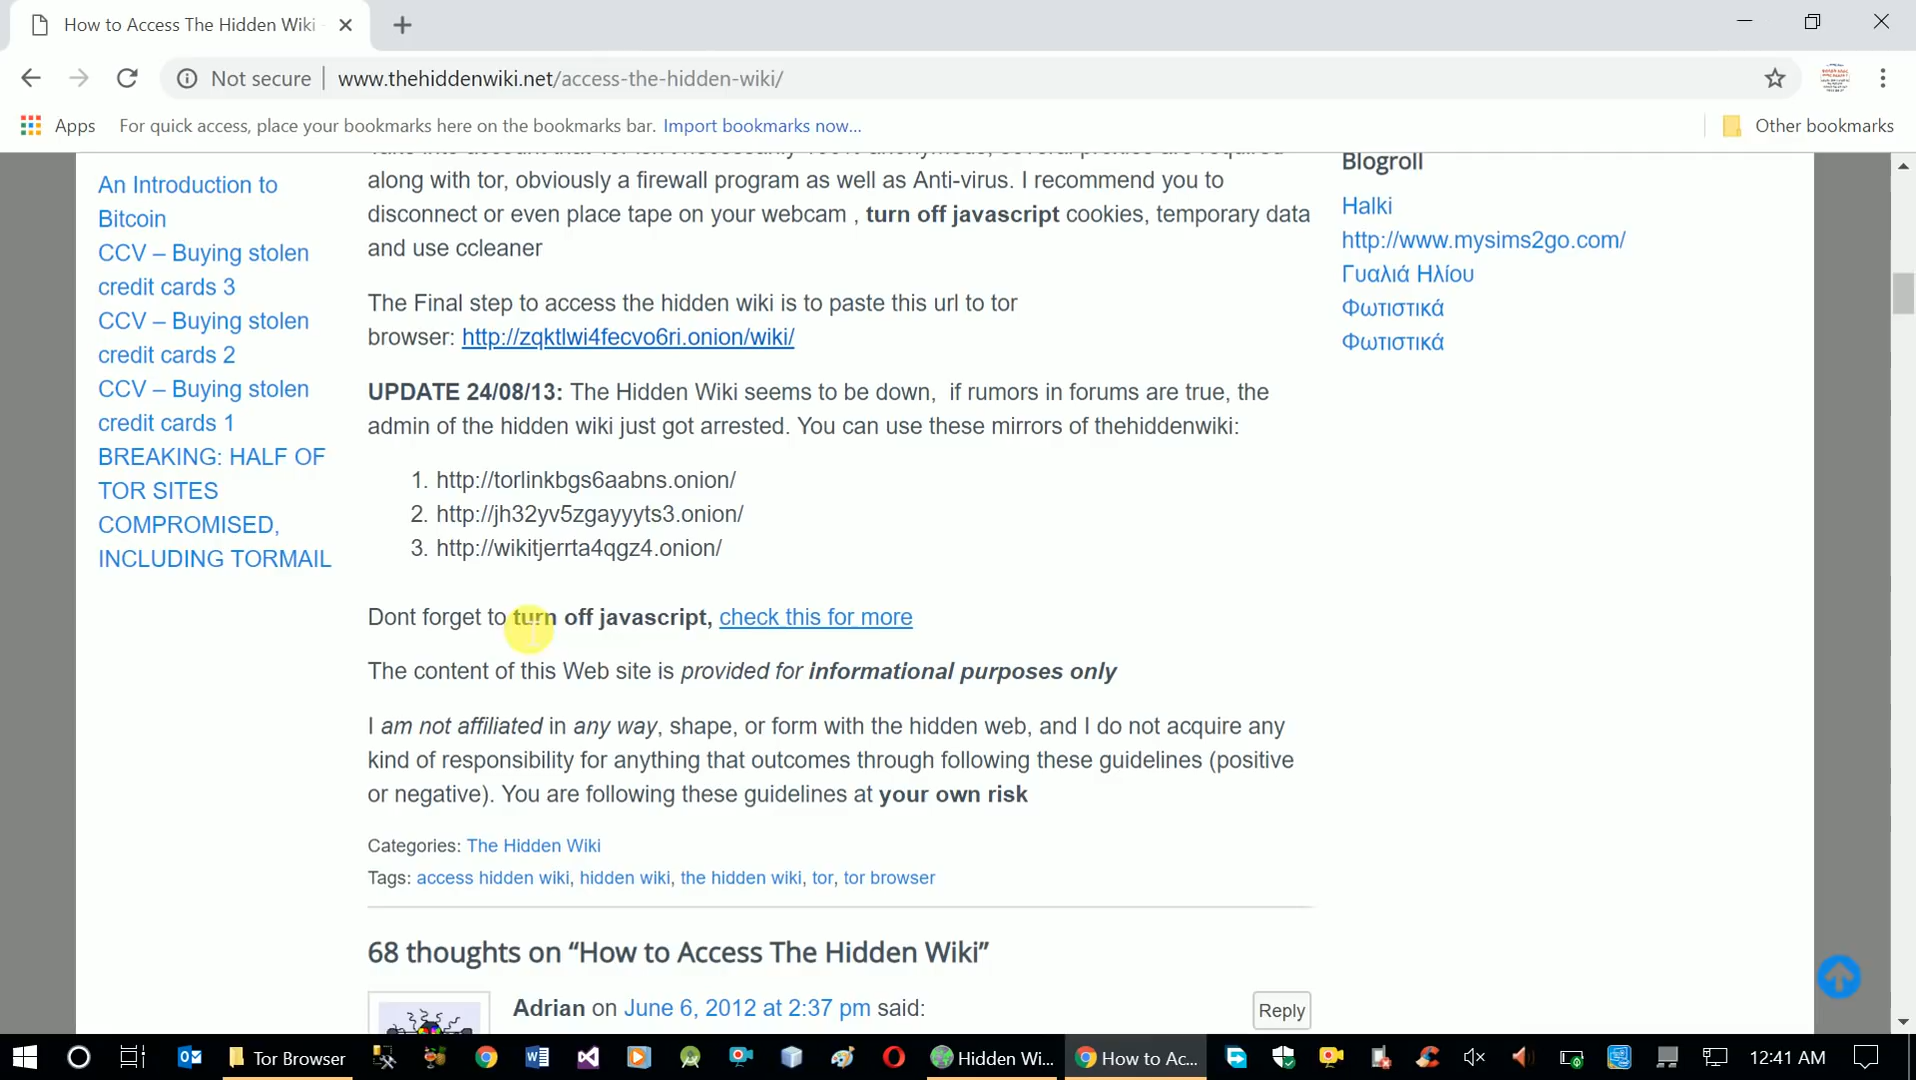 How to Access The Hidden Wiki
Not secure | www.thehiddenwiki.net/access-the-hidden-wiki/
Apps For quick access, place your bookmarks here on the bookmarks bar. Import bookmarks now... Other bookmarks
An Introduction to
Bitcoin
CCV – Buying stolen
credit cards 3
CCV – Buying stolen
credit cards 2
CCV – Buying stolen
credit cards 1
BREAKING: HALF OF
TOR SITES
COMPROMISED,
INCLUDING TORMAIL
along with tor, obviously a firewall program as well as Anti-virus. I recommend you to
disconnect or even place tape on your webcam , turn off javascript cookies, temporary data
and use ccleaner
The Final step to access the hidden wiki is to paste this url to tor
browser: http://zqktlwi4fecvo6ri.onion/wiki/
UPDATE 24/08/13: The Hidden Wiki seems to be down,  if rumors in forums are true, the
admin of the hidden wiki just got arrested. You can use these mirrors of thehiddenwiki:
1. http://torlinkbgs6aabns.onion/
2. http://jh32yv5zgayyyts3.onion/
3. http://wikitjerrta4qgz4.onion/
Dont forget to turn off javascript, check this for more
The content of this Web site is provided for informational purposes only
I am not affiliated in any way, shape, or form with the hidden web, and I do not acquire any
kind of responsibility for anything that outcomes through following these guidelines (positive
or negative). You are following these guidelines at your own risk
Categories: The Hidden Wiki
Tags: access hidden wiki, hidden wiki, the hidden wiki, tor, tor browser
68 thoughts on “How to Access The Hidden Wiki”
Adrian on June 6, 2012 at 2:37 pm said:
Reply
Blogroll
Halki
http://www.mysims2go.com/
Γυαλιά Ηλίου
Φωτιστικά
Φωτιστικά
Tor Browser
Hidden Wi...
How to Ac...
12:41 AM